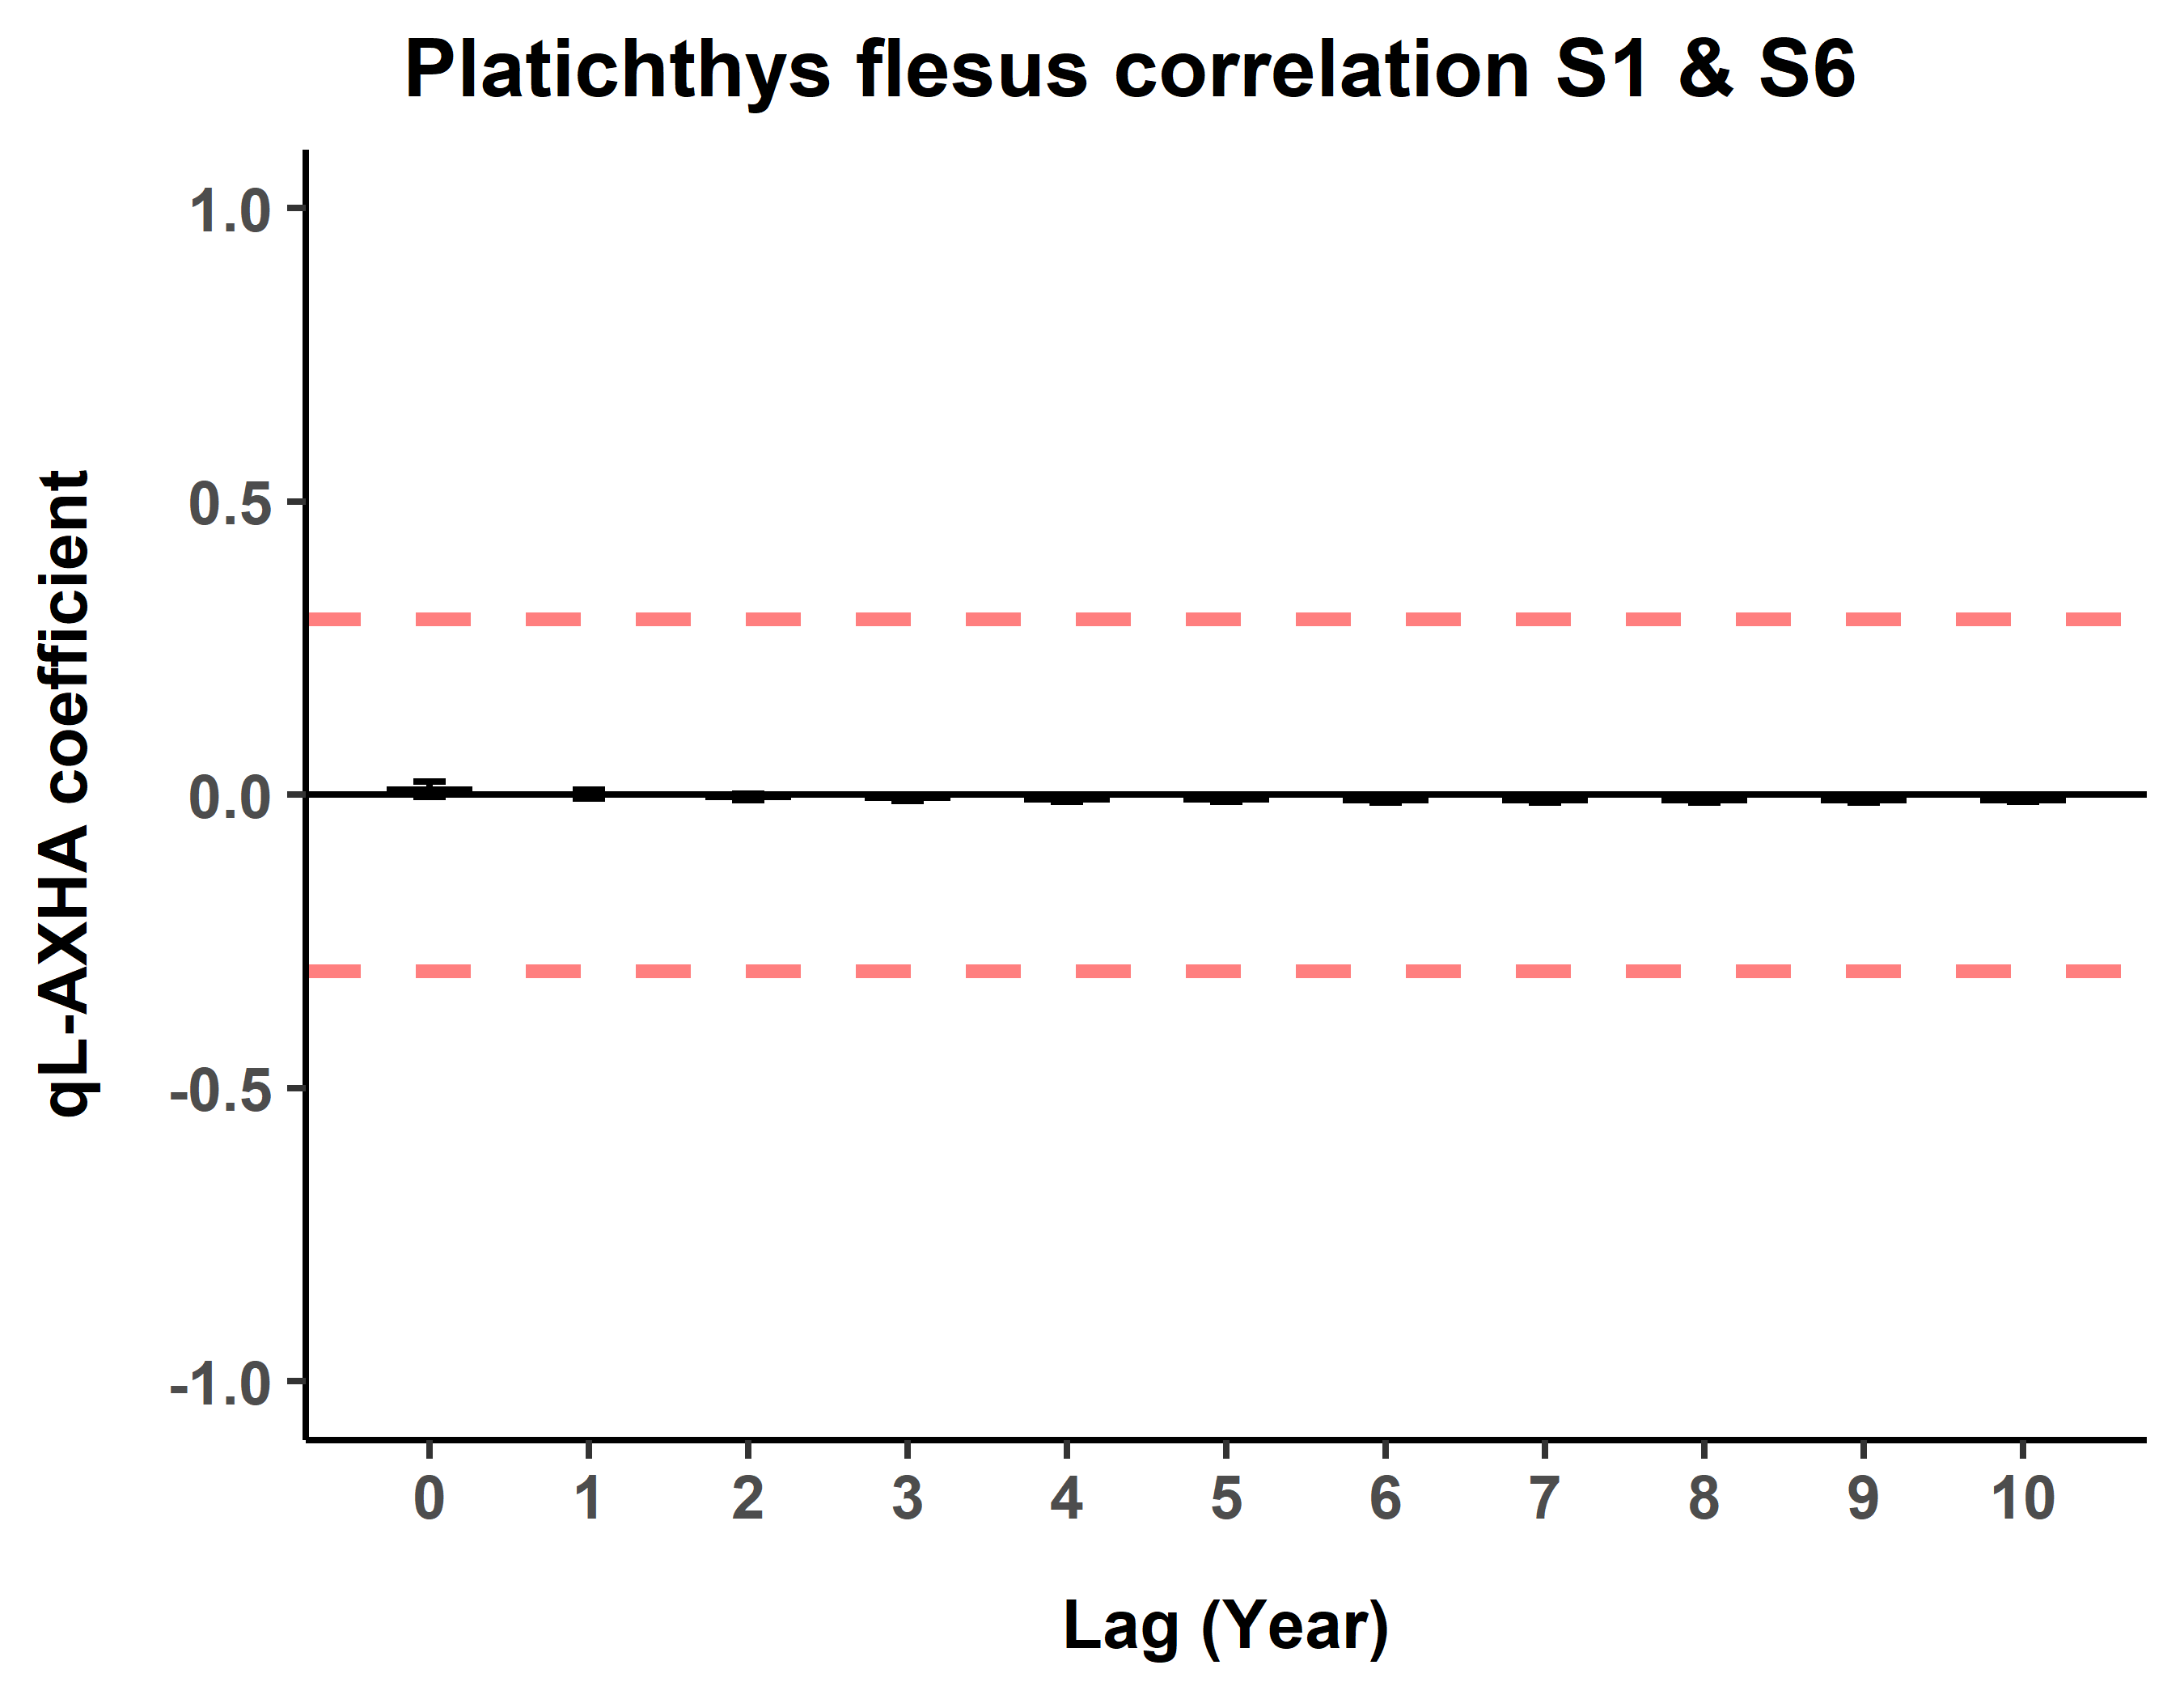 Platichthys flesus correlation S1 & S6
qL-AXHA coefficient
1.0
0.5
0.0
-0.5
-1.0
0 1 2 3 4 5 6 7 8 9 10
Lag (Year)